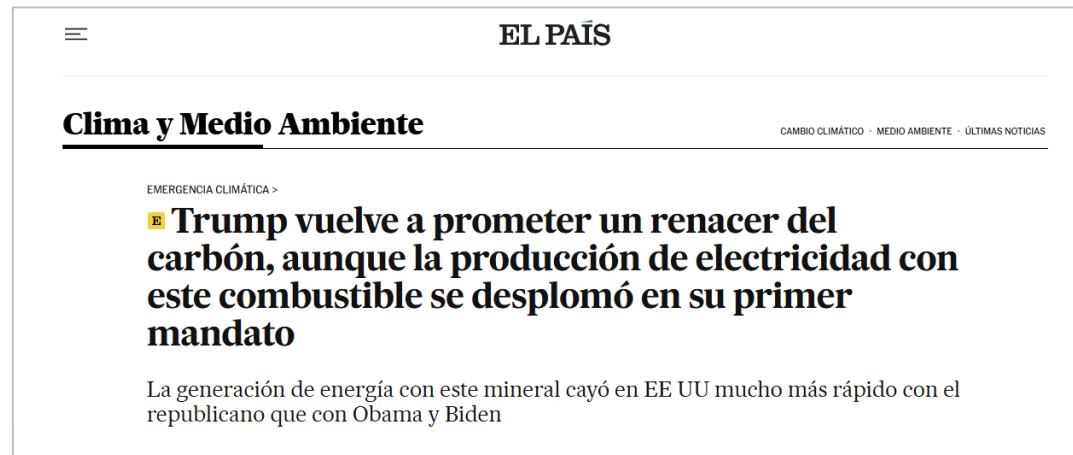 EL PAÍS
Clima y Medio Ambiente
CAMBIO CLIMÁTICO · MEDIO AMBIENTE · ÚLTIMAS NOTICIAS
EMERGENCIA CLIMÁTICA >
E Trump vuelve a prometer un renacer del
carbón, aunque la producción de electricidad con
este combustible se desplomó en su primer
mandato
La generación de energía con este mineral cayó en EE UU mucho más rápido con el
republicano que con Obama y Biden